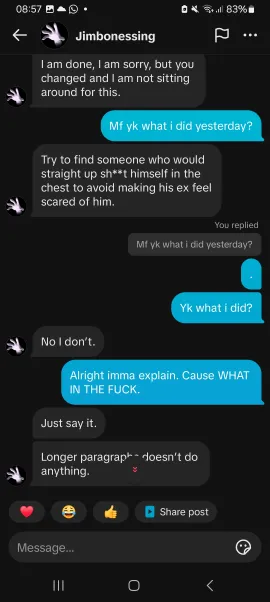 08:57
83%
Jimbonessing
I am done, I am sorry, but you
changed and I am not sitting
around for this.
Mf yk what i did yesterday?
Try to find someone who would
straight up sh**t himself in the
chest to avoid making his ex feel
scared of him.
You replied
Mf yk what i did yesterday?
.
Yk what i did?
No I don't.
Alright imma explain. Cause WHAT
IN THE FUCK.
Just say it.
Longer paragraphs doesn't do
anything.
Share post
Message...